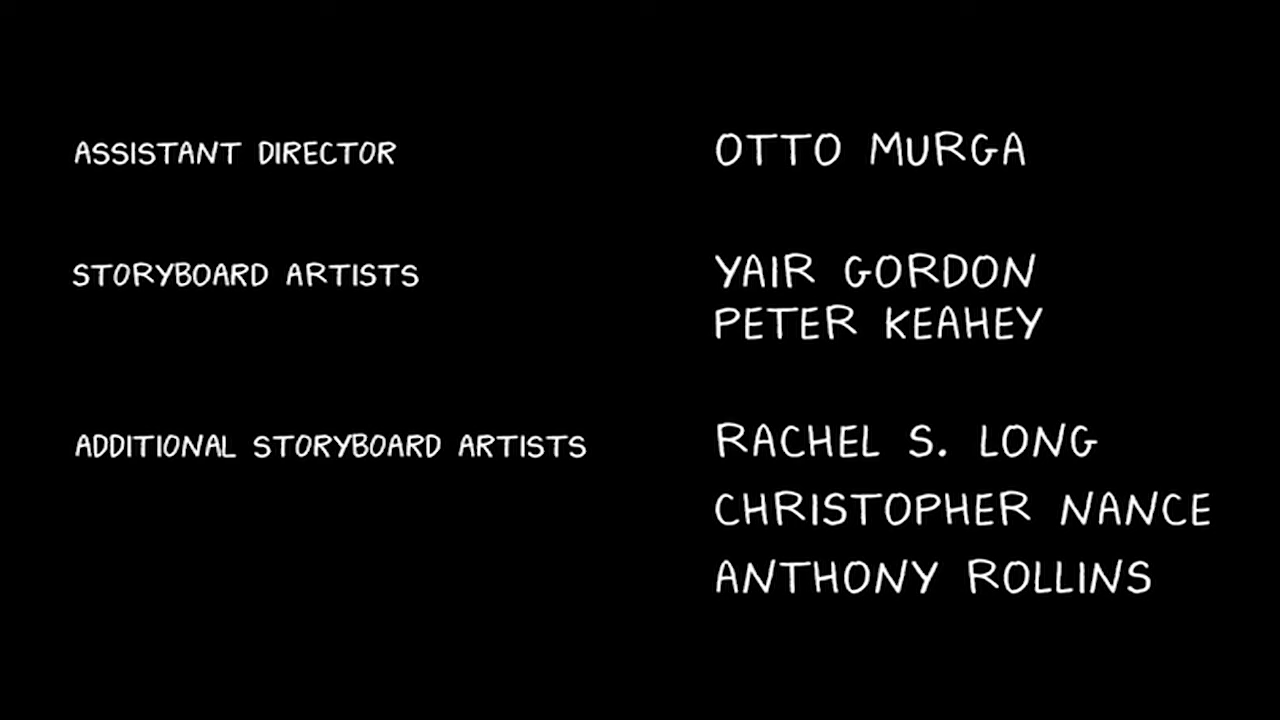 ASSISTANT DIRECTOR OTTO MURGA
STORYBOARD ARTISTS YAIR GORDON
PETER KEAHEY
ADDITIONAL STORYBOARD ARTISTS RACHEL S. LONG
CHRISTOPHER NANCE
ANTHONY ROLLINS